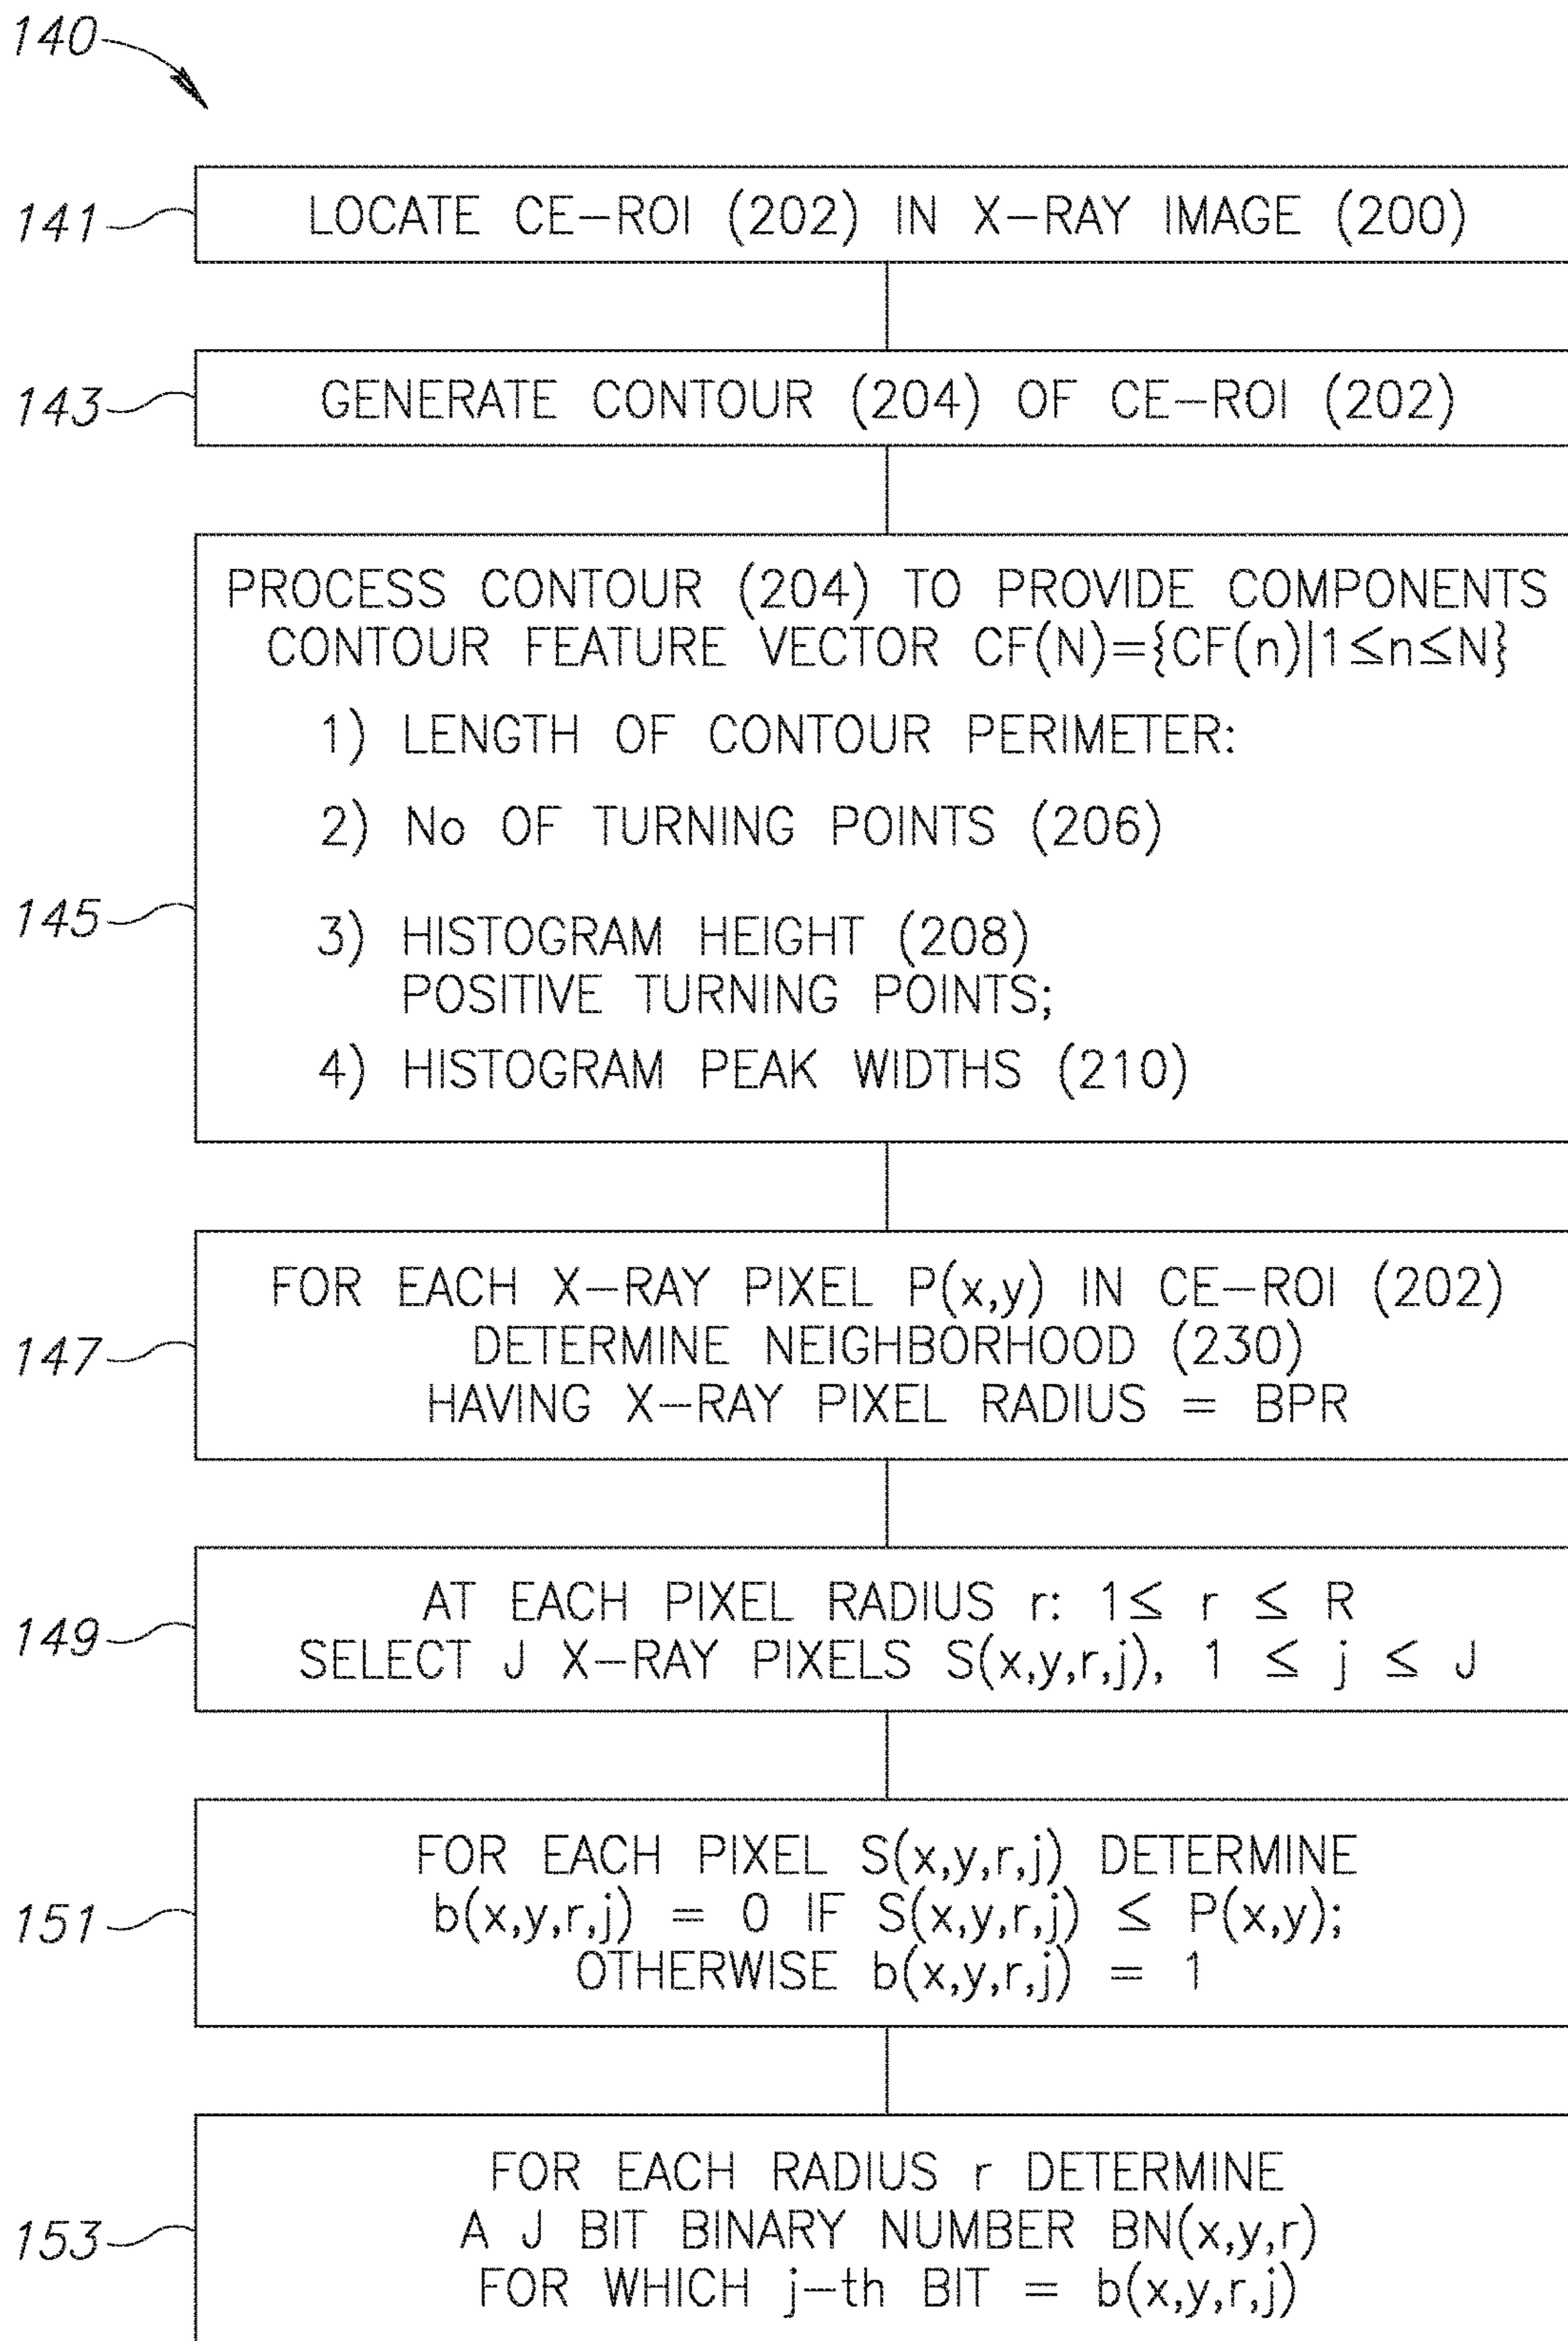 140
141
LOCATE CE-ROI (202) IN X-RAY IMAGE (200)
143
GENERATE CONTOUR (204) OF CE-ROI (202)
145
PROCESS CONTOUR (204) TO PROVIDE COMPONENTS
CONTOUR FEATURE VECTOR CF(N)={CF(n)|1≤n≤N}
1) LENGTH OF CONTOUR PERIMETER:
2) No OF TURNING POINTS (206)
3) HISTOGRAM HEIGHT (208)
POSITIVE TURNING POINTS;
4) HISTOGRAM PEAK WIDTHS (210)
147
FOR EACH X-RAY PIXEL P(x,y) IN CE-ROI (202)
DETERMINE NEIGHBORHOOD (230)
HAVING X-RAY PIXEL RADIUS = BPR
149
AT EACH PIXEL RADIUS r: 1≤ r ≤ R
SELECT J X-RAY PIXELS S(x,y,r,j), 1 ≤ j ≤ J
151
FOR EACH PIXEL S(x,y,r,j) DETERMINE
b(x,y,r,j) = 0 IF S(x,y,r,j) ≤ P(x,y);
OTHERWISE b(x,y,r,j) = 1
153
FOR EACH RADIUS r DETERMINE
A J BIT BINARY NUMBER BN(x,y,r)
FOR WHICH j-th BIT = b(x,y,r,j)